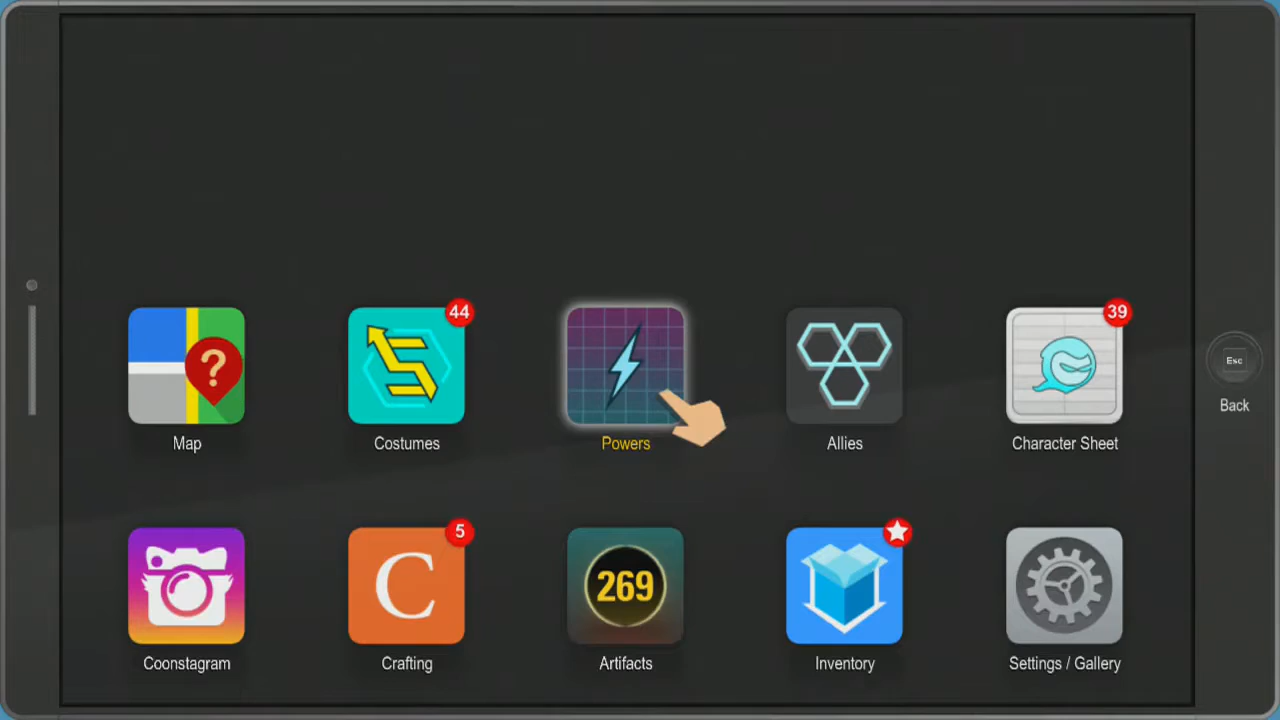 44
?
39
Esc
Map
Costumes
Powers
Allies
Character Sheet
Back
5
C
269
Coonstagram
Crafting
Artifacts
Inventory
Settings / Gallery